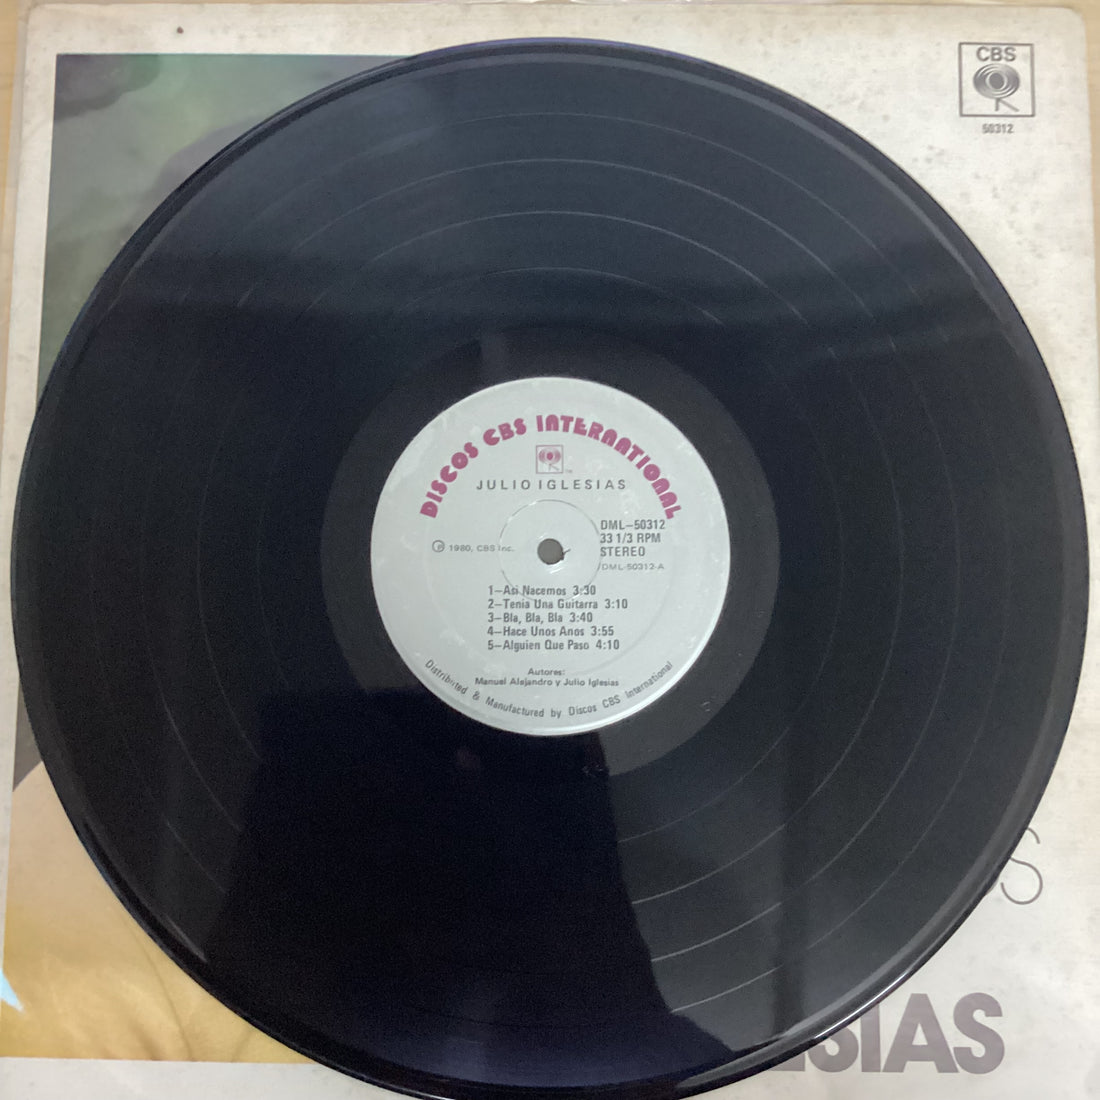 CBS
50312
DISCOS CBS INTERNATIONAL
TM
JULIO IGLESIAS
DML-50312
33 1/3 RPM
STEREO
DML-50312-A
℗ 1980, CBS Inc.
1-Asi Nacemos 3:30
2-Tenia Una Guitarra 3:10
3-Bla, Bla, Bla 3:40
4-Hace Unos Anos 3:55
5-Alguien Que Paso 4:10
Autores:
Manuel Alejandro y Julio Iglesias
Distributed & Manufactured by Discos CBS International
S
ESIAS